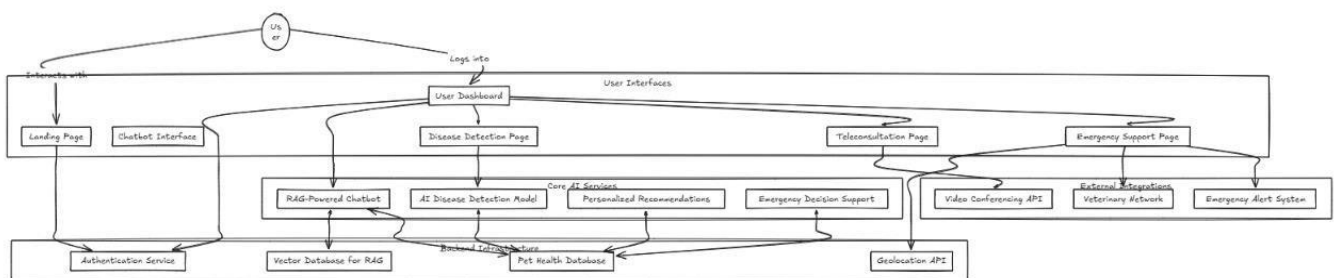 Us
er
Logs into
Interacts with
User Interfaces
User Dashboard
Landing Page
Chatbot Interface
Disease Detection Page
Teleconsultation Page
Emergency Support Page
Core AI Services
External Integrations
RAG-Powered Chatbot
AI Disease Detection Model
Personalized Recommendations
Emergency Decision Support
Video Conferencing API
Veterinary Network
Emergency Alert System
Backend Infrastructure
Authentication Service
Vector Database for RAG
Pet Health Database
Geolocation API